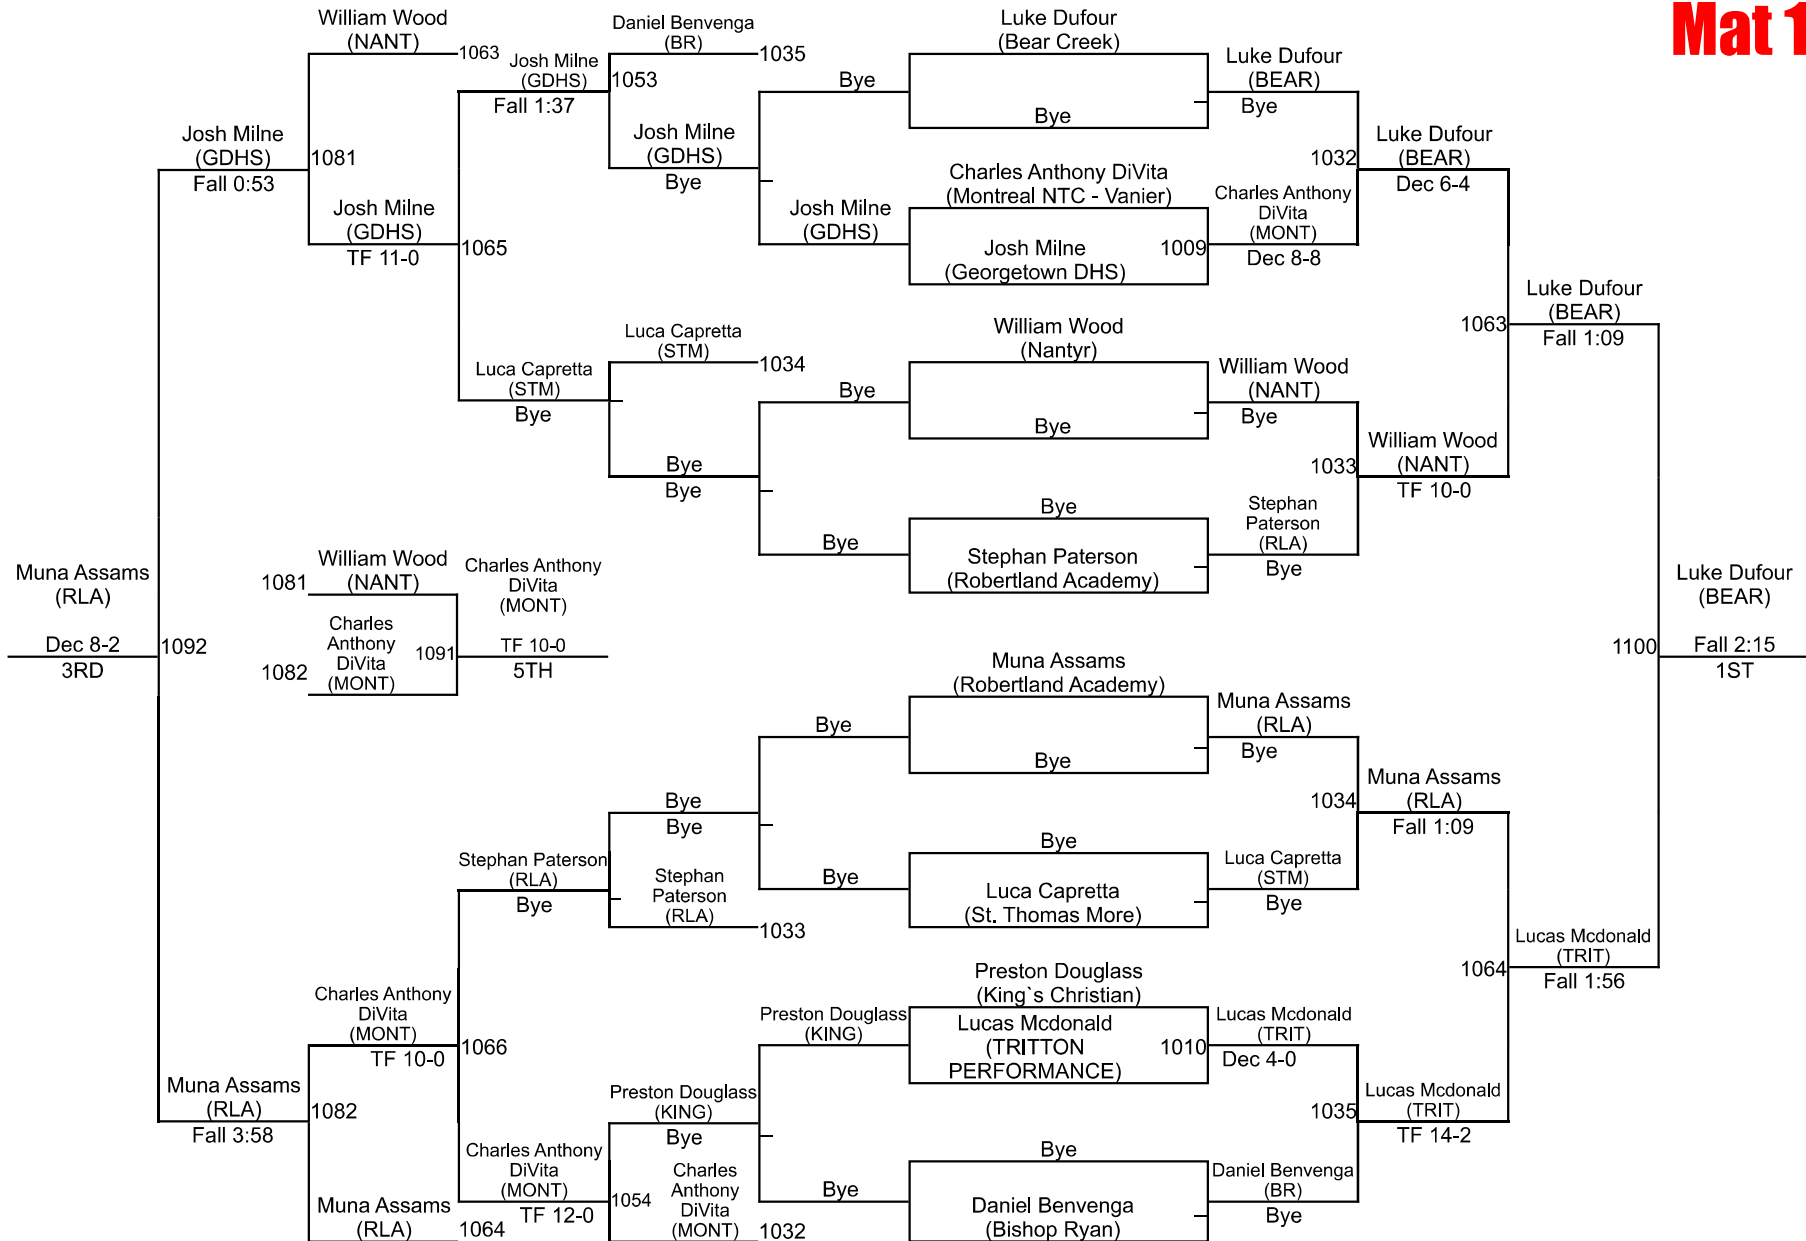 Mat 1
William Wood
(NANT)
1063
Josh Milne
(GDHS)
Fall 1:37
1053
Daniel Benvenga
(BR)
1035
Josh Milne
(GDHS)
Bye
Josh Milne
(GDHS)
Fall 0:53
1081
Josh Milne
(GDHS)
TF 11-0
1065
Bye
Josh Milne
(GDHS)
Luke Dufour
(Bear Creek)
Bye
Charles Anthony DiVita
(Montreal NTC - Vanier)
Josh Milne
(Georgetown DHS)
1009
Luke Dufour
(BEAR)
Bye
1032
Charles Anthony
DiVita
(MONT)
Dec 8-8
Luke Dufour
(BEAR)
Dec 6-4
Luca Capretta
(STM)
Bye
Luca Capretta
(STM)
1034
Bye
Bye
Bye
Bye
William Wood
(Nantyr)
Bye
Bye
Stephan Paterson
(Robertland Academy)
William Wood
(NANT)
Bye
1033
Stephan
Paterson
(RLA)
Bye
William Wood
(NANT)
TF 10-0
1063
Luke Dufour
(BEAR)
Fall 1:09
Muna Assams
(RLA)
Dec 8-2
3RD
1092
1081
William Wood
(NANT)
1082
Charles
Anthony
DiVita
(MONT)
1091
Charles Anthony
DiVita
(MONT)
TF 10-0
5TH
1100
Luke Dufour
(BEAR)
Fall 2:15
1ST
Bye
Bye
Bye
Bye
Stephan Paterson
(RLA)
Bye
Stephan
Paterson
(RLA)
1033
Muna Assams
(Robertland Academy)
Bye
Bye
Luca Capretta
(St. Thomas More)
Muna Assams
(RLA)
Bye
1034
Luca Capretta
(STM)
Bye
Muna Assams
(RLA)
Fall 1:09
1064
Lucas Mcdonald
(TRIT)
Fall 1:56
Charles Anthony
DiVita
(MONT)
TF 10-0
1066
Muna Assams
(RLA)
Fall 3:58
1082
Muna Assams
(RLA)
1064
Charles Anthony
DiVita
(MONT)
TF 12-0
1054
Preston Douglass
(KING)
Bye
Charles
Anthony
DiVita
(MONT)
1032
Preston Douglass
(KING)
Bye
Preston Douglass
(King`s Christian)
Lucas Mcdonald
(TRITTON
PERFORMANCE)
1010
Bye
Daniel Benvenga
(Bishop Ryan)
Lucas Mcdonald
(TRIT)
Dec 4-0
1035
Daniel Benvenga
(BR)
Bye
Lucas Mcdonald
(TRIT)
TF 14-2